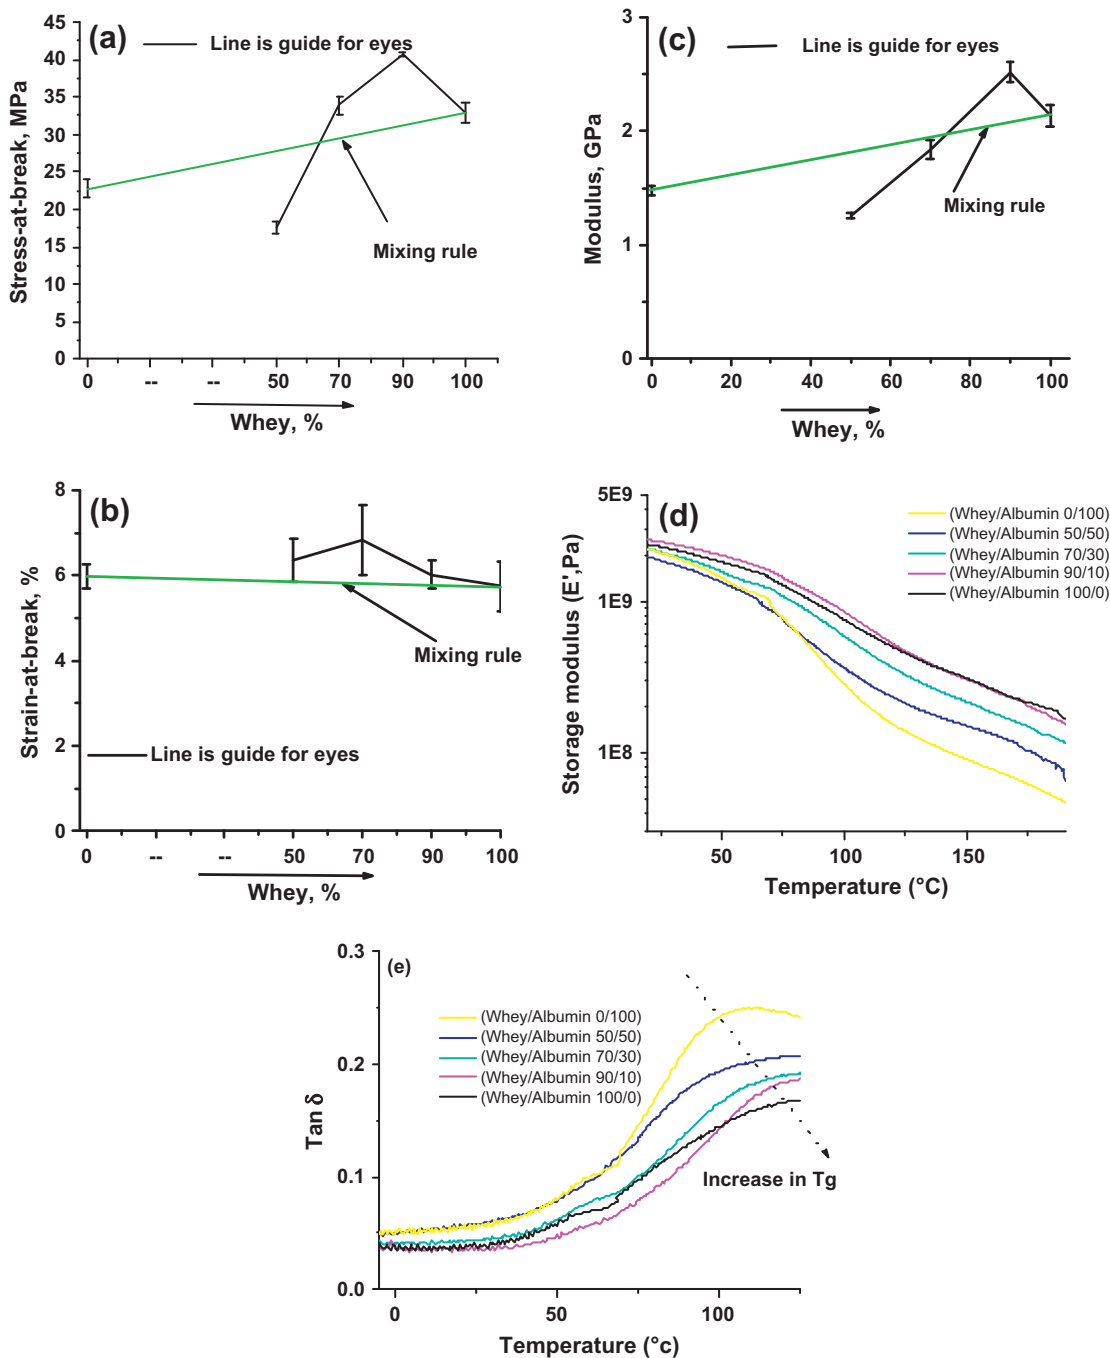 (a)
Line is guide for eyes
Stress-at-break, MPa
45
40
35
30
25
20
15
10
5
0
Mixing rule
0 -- -- 50 70 90 100
Whey, %
(c)
Line is guide for eyes
Modulus, GPa
3
2
1
0
Mixing rule
0 20 40 60 80 100
Whey, %
(b)
Strain-at-break, %
8
6
4
2
0
Mixing rule
Line is guide for eyes
0 -- -- 50 70 90 100
Whey, %
(d)
Storage modulus (E',Pa)
5E9
1E9
1E8
(Whey/Albumin 0/100)
(Whey/Albumin 50/50)
(Whey/Albumin 70/30)
(Whey/Albumin 90/10)
(Whey/Albumin 100/0)
50 100 150
Temperature (°C)
(e)
Tan δ
0.3
0.2
0.1
0.0
(Whey/Albumin 0/100)
(Whey/Albumin 50/50)
(Whey/Albumin 70/30)
(Whey/Albumin 90/10)
(Whey/Albumin 100/0)
Increase in Tg
0 50 100
Temperature (°c)